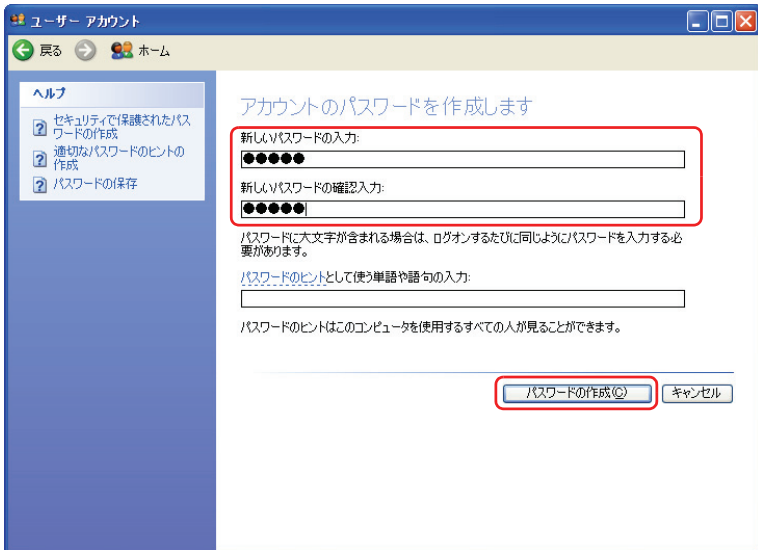 ユーザー アカウント
戻る ホーム
ヘルプ
セキュリティで保護されたパス
ワードの作成
適切なパスワードのヒントの
作成
パスワードの保存
アカウントのパスワードを作成します
新しいパスワードの入力:
●●●●●
新しいパスワードの確認入力:
●●●●●
パスワードに大文字が含まれる場合は、ログオンするたびに同じようにパスワードを入力する必
要があります。
パスワードのヒントとして使う単語や語句の入力:
パスワードのヒントはこのコンピュータを使用するすべての人が見ることができます。
パスワードの作成(C) キャンセル